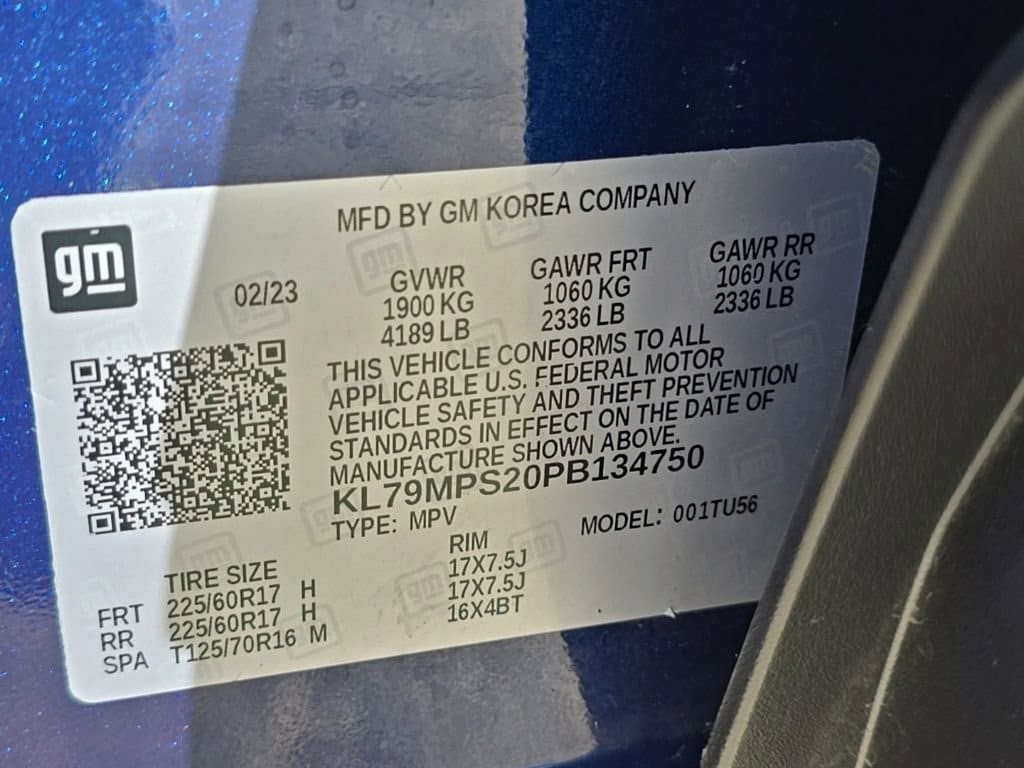 gm
MFD BY GM KOREA COMPANY
02/23
GVWR GAWR FRT GAWR RR
1900 KG 1060 KG 1060 KG
4189 LB 2336 LB 2336 LB
THIS VEHICLE CONFORMS TO ALL
APPLICABLE U.S. FEDERAL MOTOR
VEHICLE SAFETY AND THEFT PREVENTION
STANDARDS IN EFFECT ON THE DATE OF
MANUFACTURE SHOWN ABOVE.
KL79MPS20PB134750
TYPE: MPV MODEL: 001TU56
TIRE SIZE RIM
FRT 225/60R17 H 17X7.5J
RR 225/60R17 H 17X7.5J
SPA T125/70R16 M 16X4BT